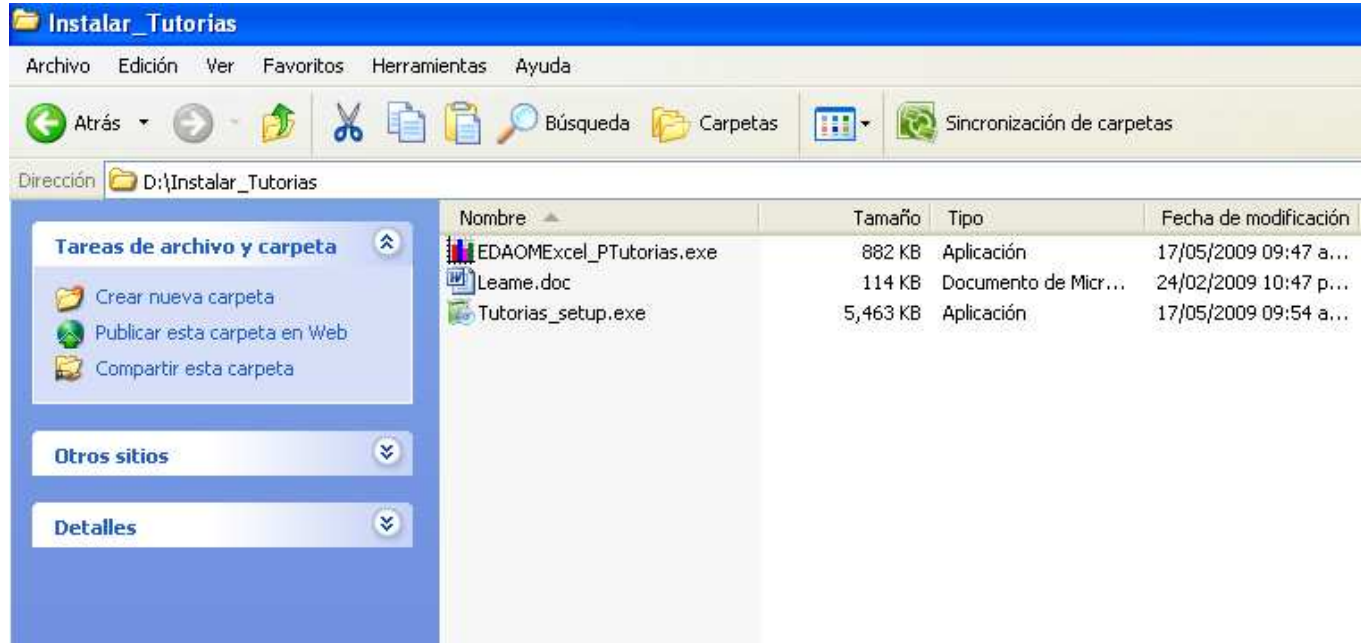 Instalar_Tutorias
Archivo Edición Ver Favoritos Herramientas Ayuda
Atrás Búsqueda Carpetas Sincronización de carpetas
Dirección D:\Instalar_Tutorias
Tareas de archivo y carpeta
Crear nueva carpeta
Publicar esta carpeta en Web
Compartir esta carpeta
Otros sitios
Detalles
Nombre Tamaño Tipo Fecha de modificación
EDAOMExcel_PTutorias.exe 882 KB Aplicación 17/05/2009 09:47 a...
Leame.doc 114 KB Documento de Micr... 24/02/2009 10:47 p...
Tutorias_setup.exe 5,463 KB Aplicación 17/05/2009 09:54 a...